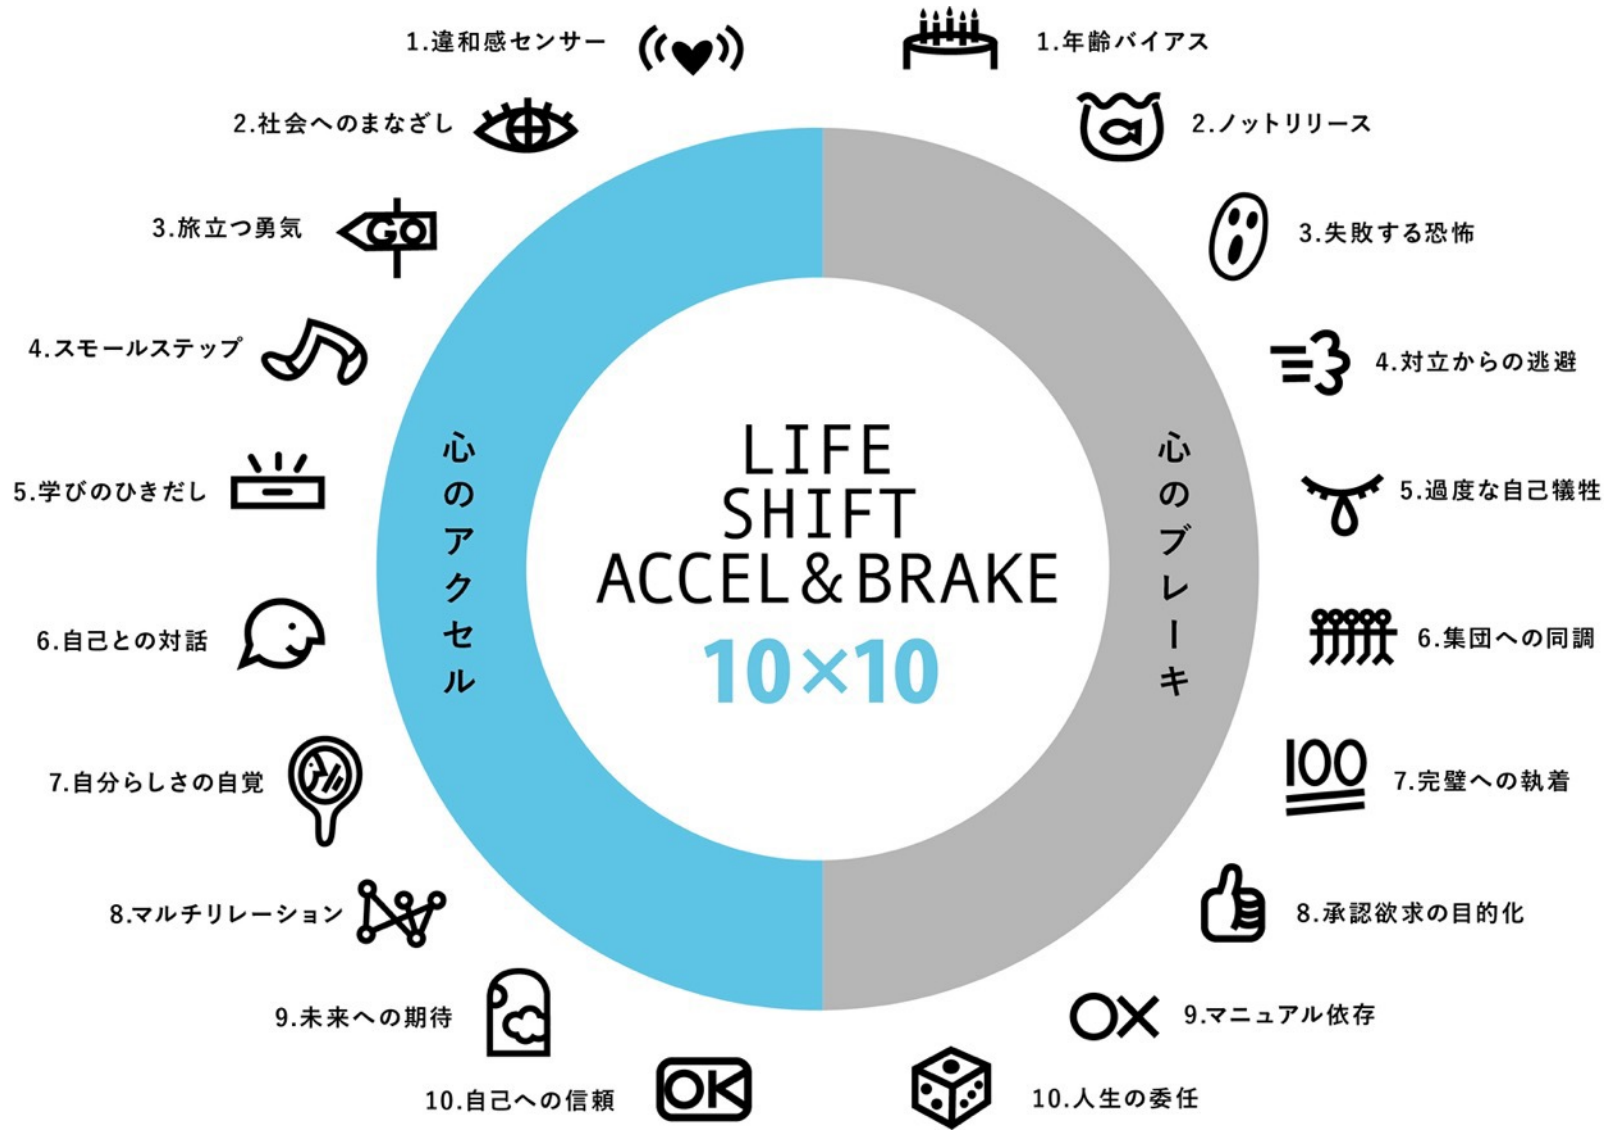 1.違和感センサー
2.社会へのまなざし
3.旅立つ勇気
GO
4.スモールステップ
5.学びのひきだし
6.自己との対話
7.自分らしさの自覚
8.マルチリレーション
9.未来への期待
10.自己への信頼
OK
心のアクセル
LIFE
SHIFT
ACCEL&BRAKE
10×10
心のブレーキ
1.年齢バイアス
2.ノットリリース
3.失敗する恐怖
4.対立からの逃避
5.過度な自己犠牲
6.集団への同調
100
7.完璧への執着
8.承認欲求の目的化
9.マニュアル依存
10.人生の委任